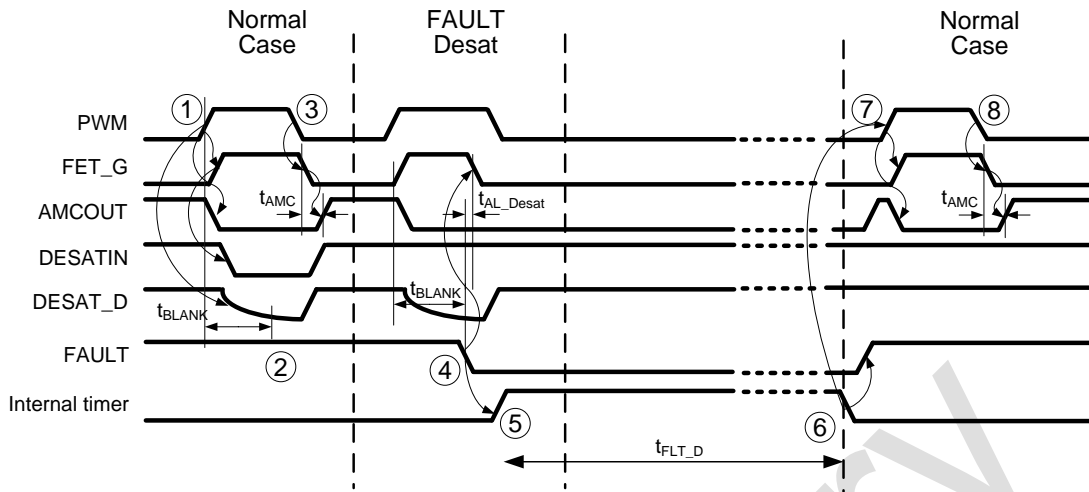 Normal
Case
FAULT
Desat
Normal
Case
PWM
1
3
7
8
FET_G
AMCOUT
tAMC
tAL_Desat
tAMC
DESATIN
DESAT_D
tBLANK
tBLANK
FAULT
2
4
Internal timer
5
6
tFLT_D